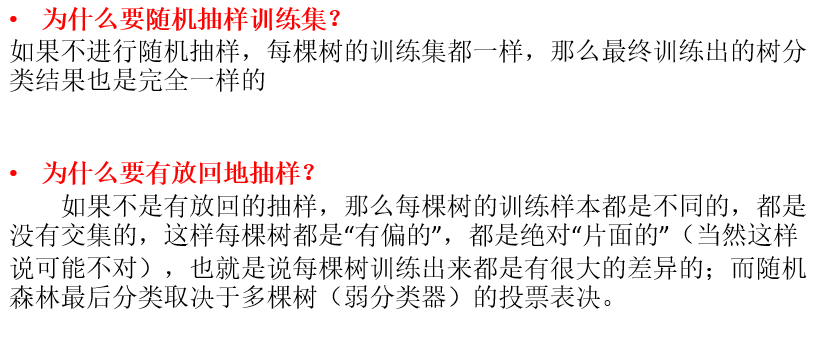 • 为什么要随机抽样训练集？
如果不进行随机抽样，每棵树的训练集都一样，那么最终训练出的树分
类结果也是完全一样的
• 为什么要有放回地抽样？
如果不是有放回的抽样，那么每棵树的训练样本都是不同的，都是
没有交集的，这样每棵树都是“有偏的”，都是绝对“片面的”（当然这样
说可能不对），也就是说每棵树训练出来都是有很大的差异的；而随机
森林最后分类取决于多棵树（弱分类器）的投票表决。